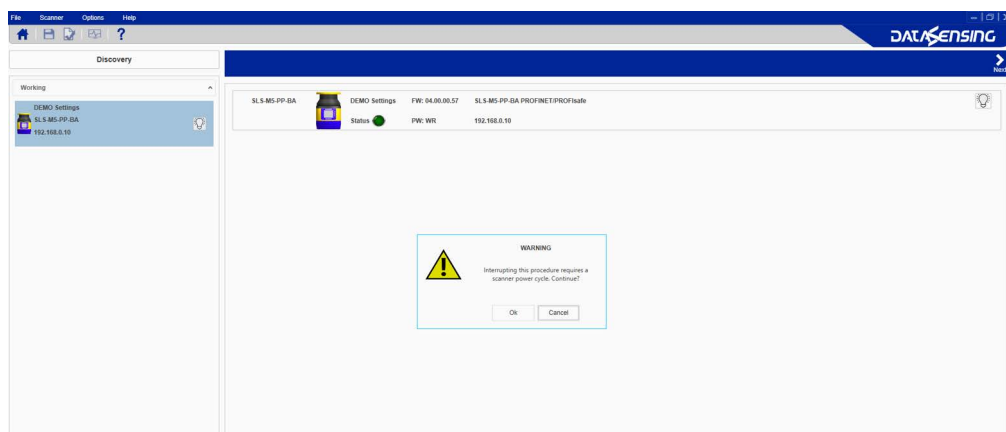 File Scanner Options Help
DATASENSING
Discovery
Next
Working
DEMO Settings
SLS-M5-PP-BA
192.168.0.10
SLS-M5-PP-BA DEMO Settings FW: 04.00.00.57 SLS-M5-PP-BA PROFINET/PROFIsafe
Status PW: WR 192.168.0.10
WARNING
Interrupting this procedure requires a
scanner power cycle. Continue?
Ok Cancel